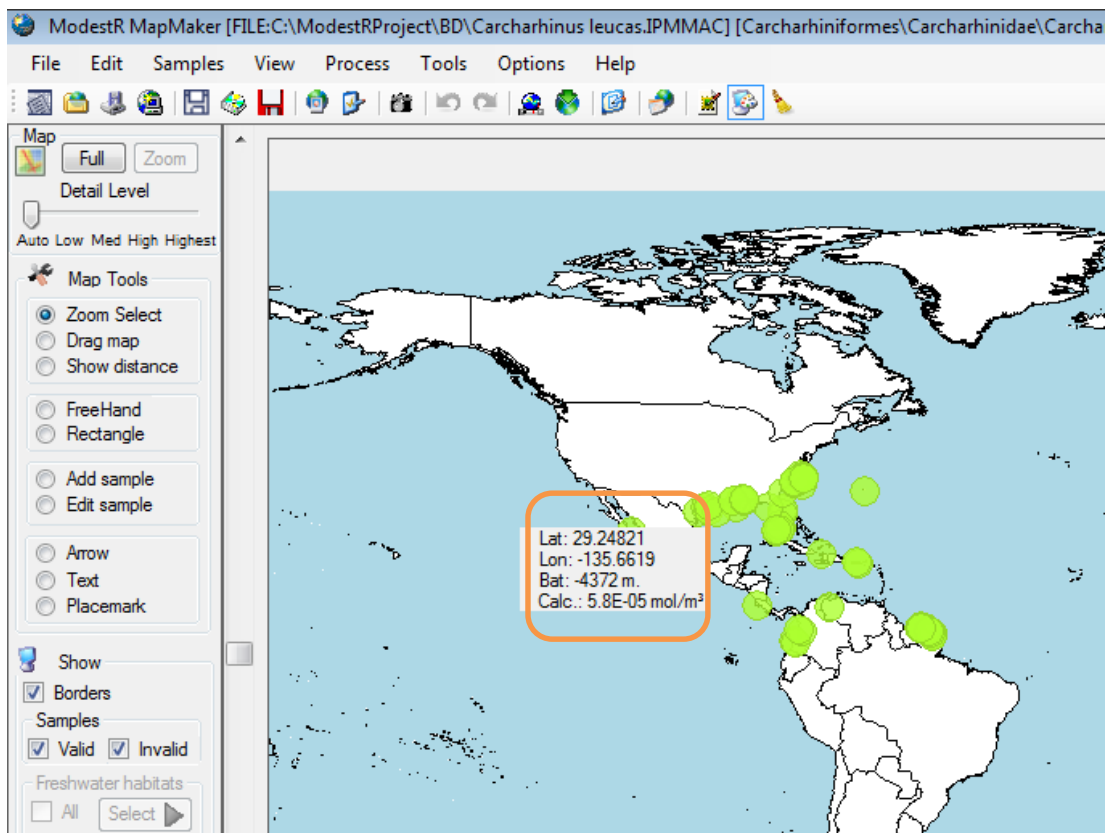 ModestR MapMaker [FILE:C:\ModestRProject\BD\Carcharhinus leucas.IPMMAC] [Carcharhiniformes\Carcharhinidae\Carcha
File Edit Samples View Process Tools Options Help
Map
Full Zoom
Detail Level
Auto Low Med High Highest
Map Tools
Zoom Select
Drag map
Show distance
FreeHand
Rectangle
Add sample
Edit sample
Arrow
Text
Placemark
Show
Borders
Samples
Valid Invalid
Freshwater habitats
All Select
Lat: 29.24821
Lon: -135.6619
Bat: -4372 m.
Calc.: 5.8E-05 mol/m³